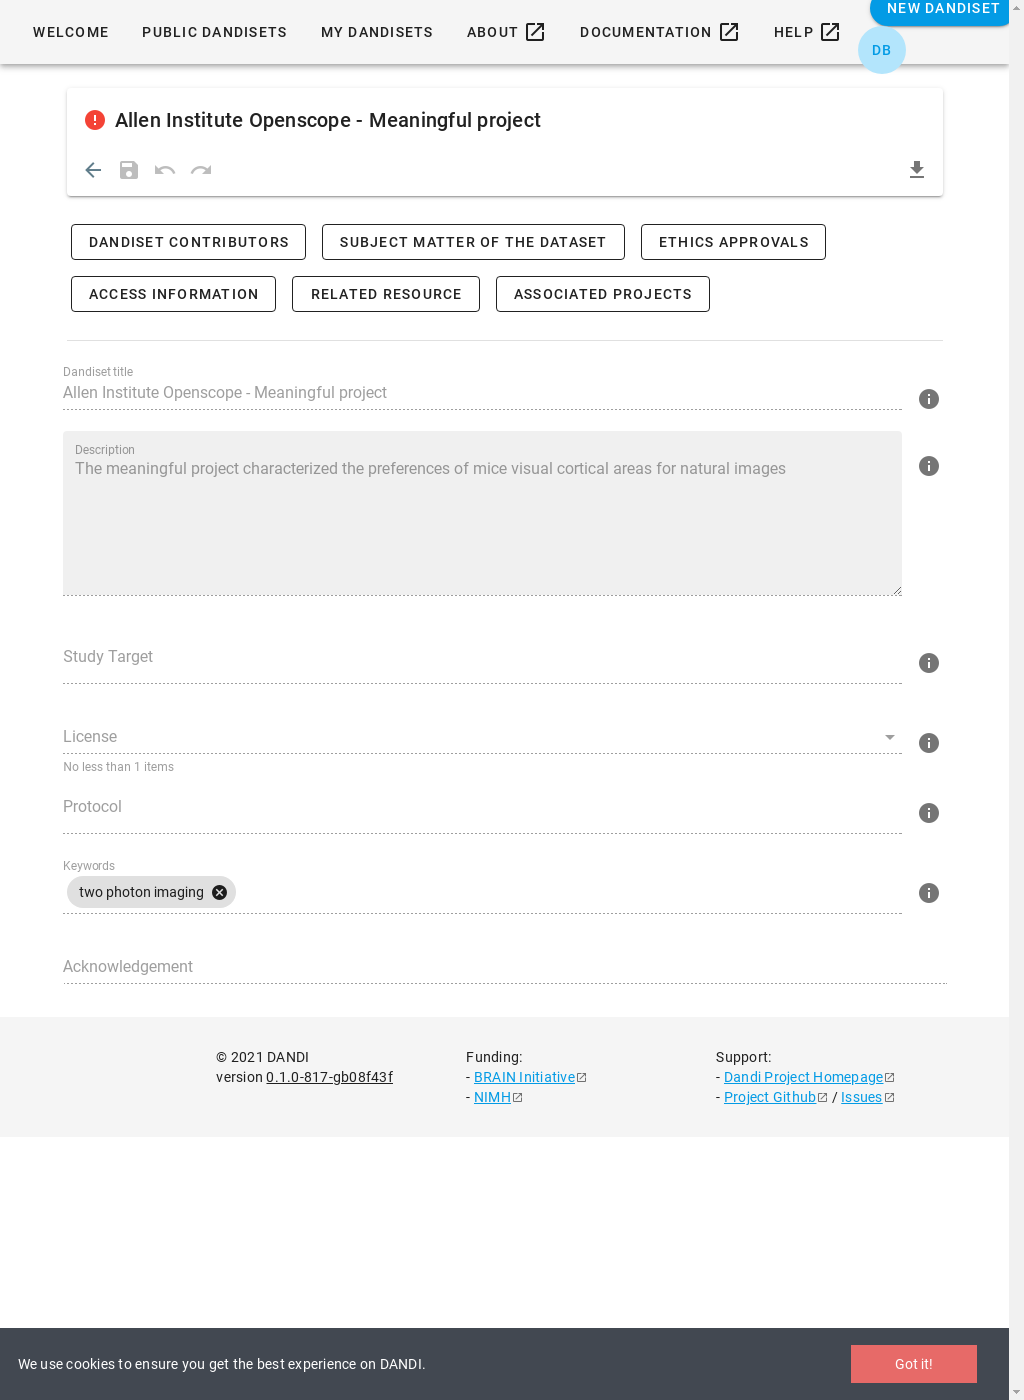 NEW DANDISET
WELCOME PUBLIC DANDISETS MY DANDISETS ABOUT DOCUMENTATION HELP
DB
Allen Institute Openscope - Meaningful project
DANDISET CONTRIBUTORS SUBJECT MATTER OF THE DATASET ETHICS APPROVALS
ACCESS INFORMATION RELATED RESOURCE ASSOCIATED PROJECTS
Dandiset title
Allen Institute Openscope - Meaningful project
Description
The meaningful project characterized the preferences of mice visual cortical areas for natural images
Study Target
License
No less than 1 items
Protocol
Keywords
two photon imaging
Acknowledgement
© 2021 DANDI
version 0.1.0-817-gb08f43f
Funding:
- BRAIN Initiative
- NIMH
Support:
- Dandi Project Homepage
- Project Github / Issues
We use cookies to ensure you get the best experience on DANDI.
Got it!